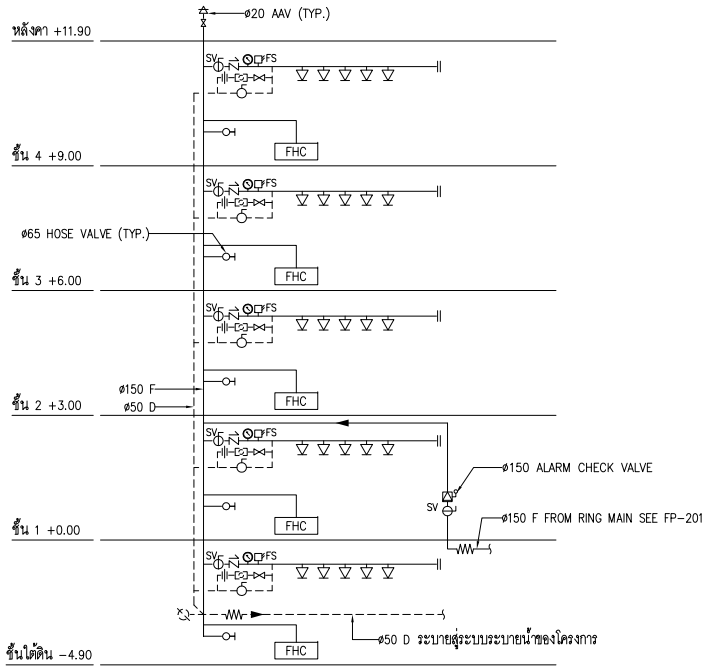 ø20 AAV (TYP.)
หลังคา +11.90
SV FS
FHC
ชั้น 4 +9.00
SV FS
ø65 HOSE VALVE (TYP.)
FHC
ชั้น 3 +6.00
SV FS
ø150 F
FHC
ø50 D
ชั้น 2 +3.00
SV FS
ø150 ALARM CHECK VALVE
SV
ø150 F FROM RING MAIN SEE FP-201
FHC
ชั้น 1 +0.00
SV FS
ø50 D ระบายสู่ระบบระบายน้ำของโครงการ
FHC
ชั้นใต้ดิน -4.90